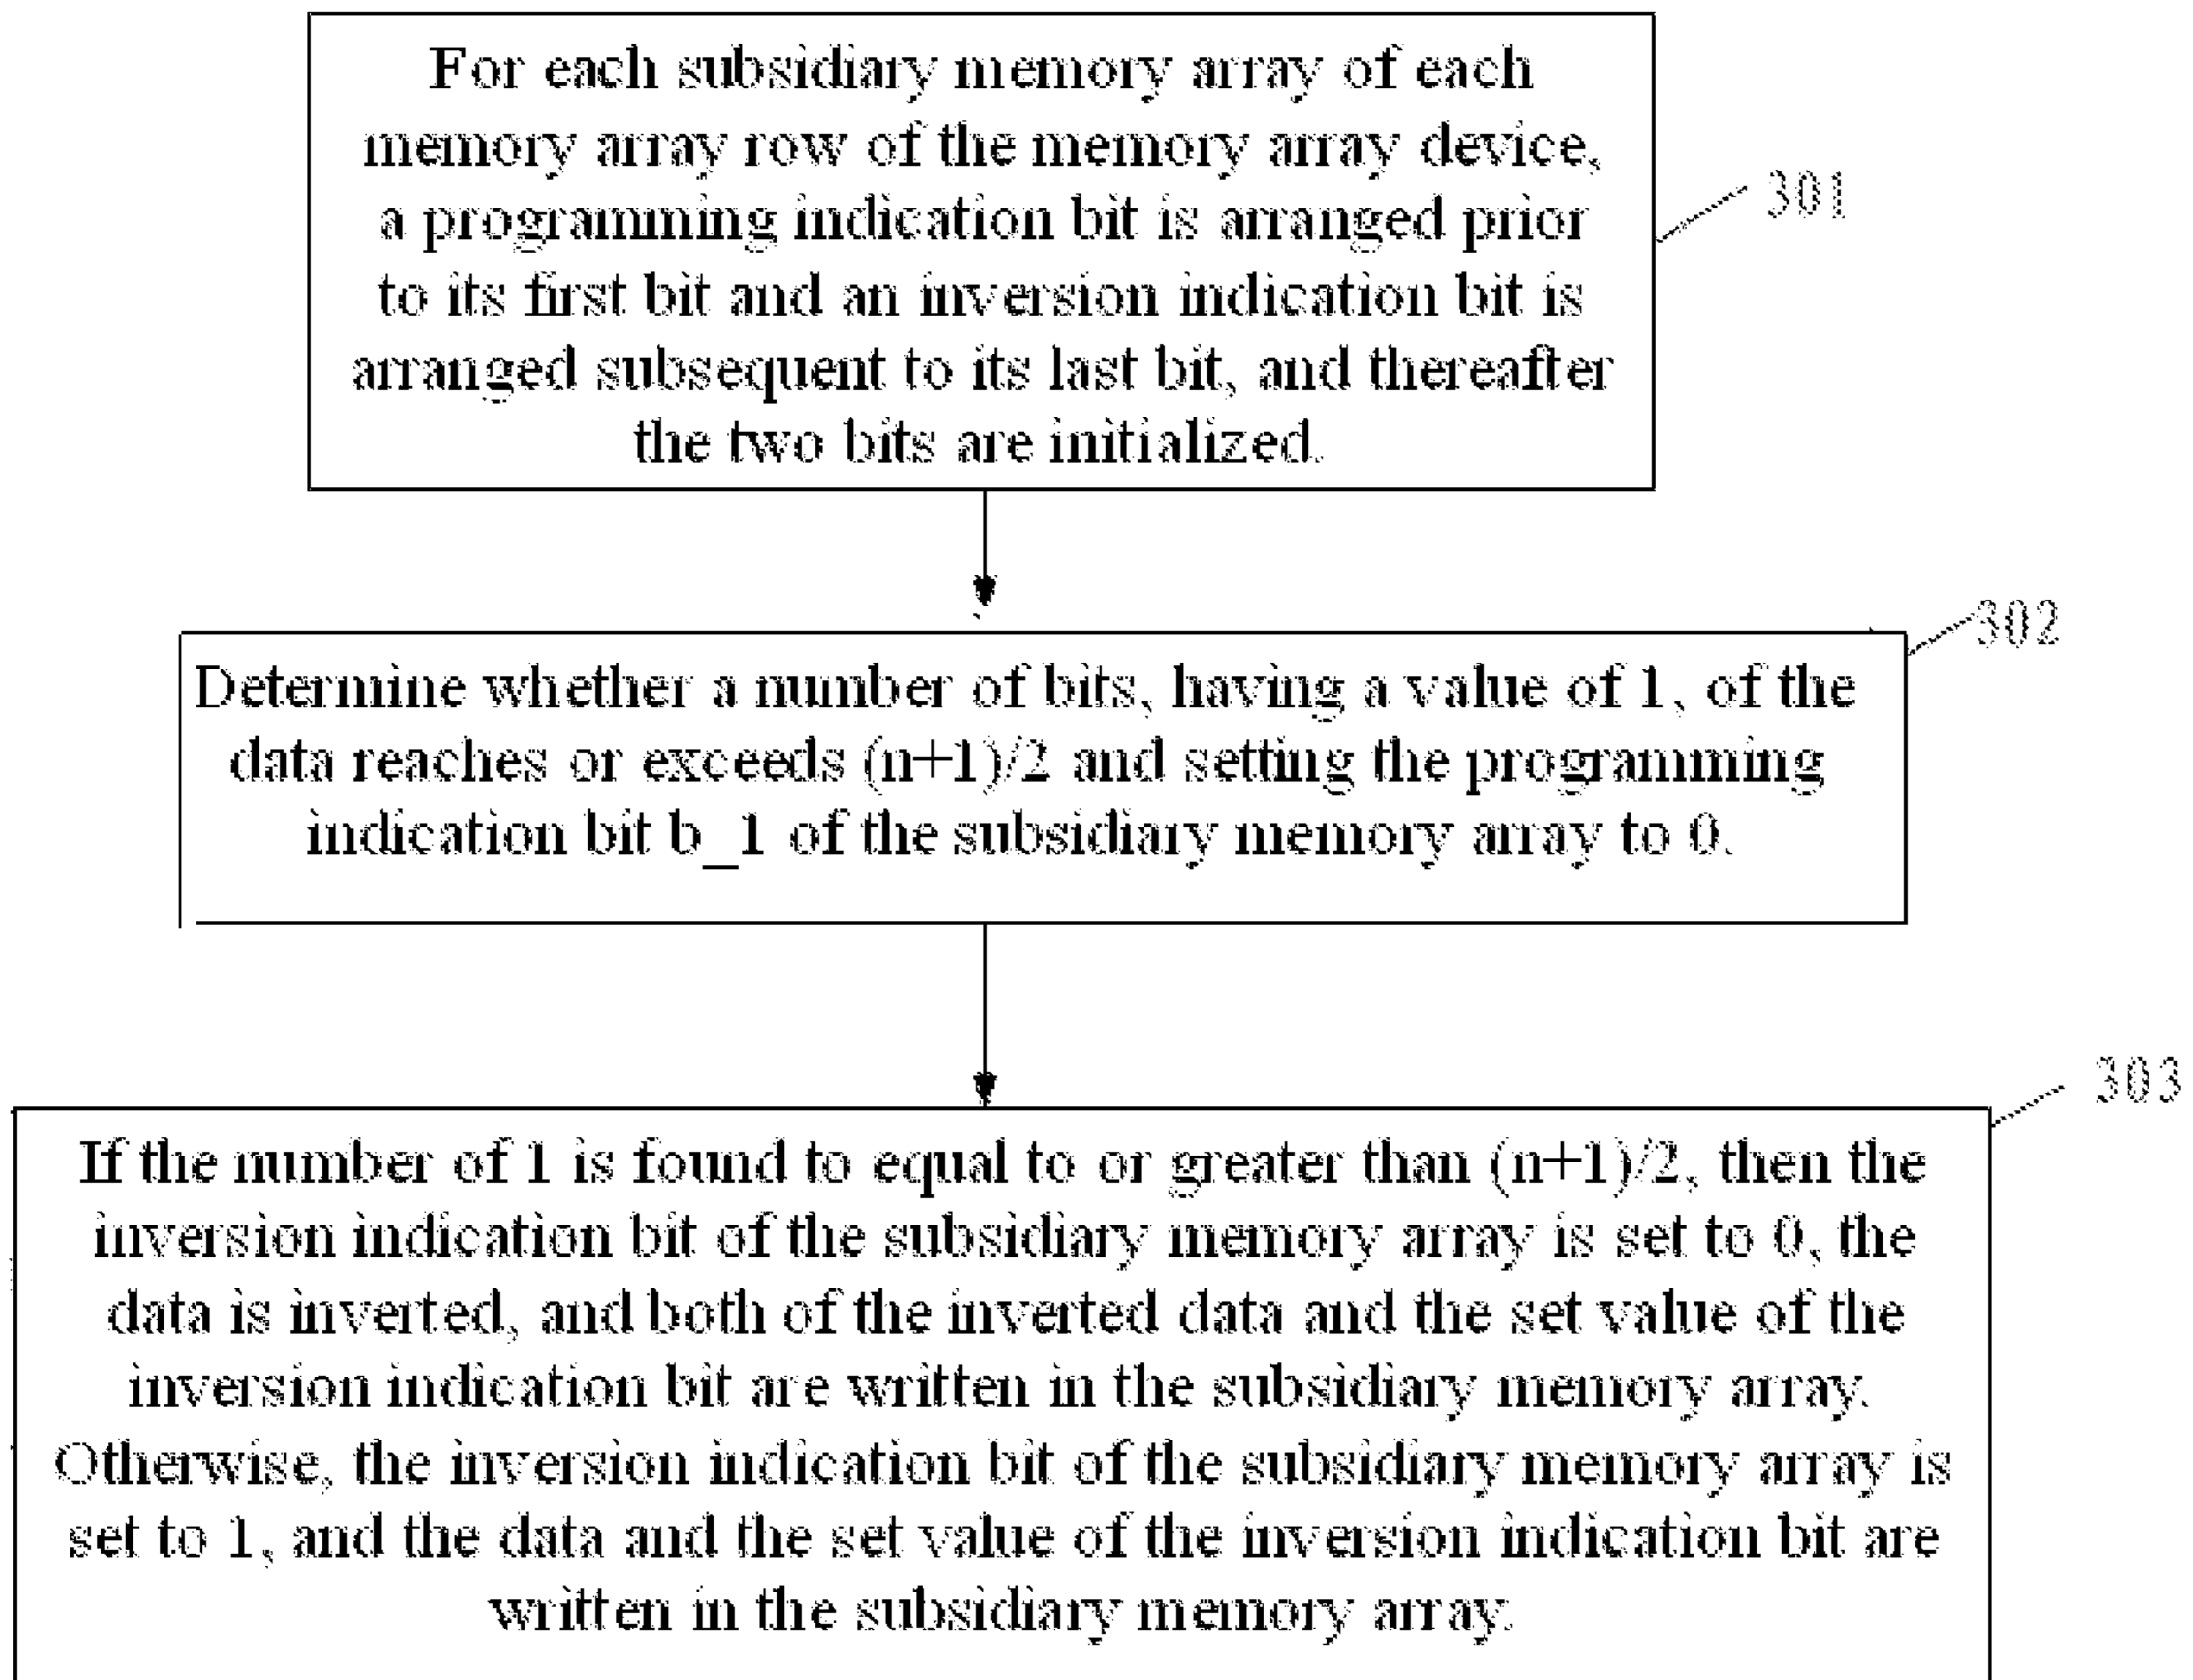 For each subsidiary memory array of each
memory array row of the memory array device,
a programming indication bit is arranged prior
to its first bit and an inversion indication bit is
arranged subsequent to its last bit, and thereafter
the two bits are initialized.
301
302
Determine whether a number of bits, having a value of 1, of the
data reaches or exceeds (n+1)/2 and setting the programming
indication bit b_1 of the subsidiary memory array to 0.
303
If the number of 1 is found to equal to or greater than (n+1)/2, then the
inversion indication bit of the subsidiary memory array is set to 0, the
data is inverted, and both of the inverted data and the set value of the
inversion indication bit are written in the subsidiary memory array.
Otherwise, the inversion indication bit of the subsidiary memory array is
set to 1, and the data and the set value of the inversion indication bit are
written in the subsidiary memory array.